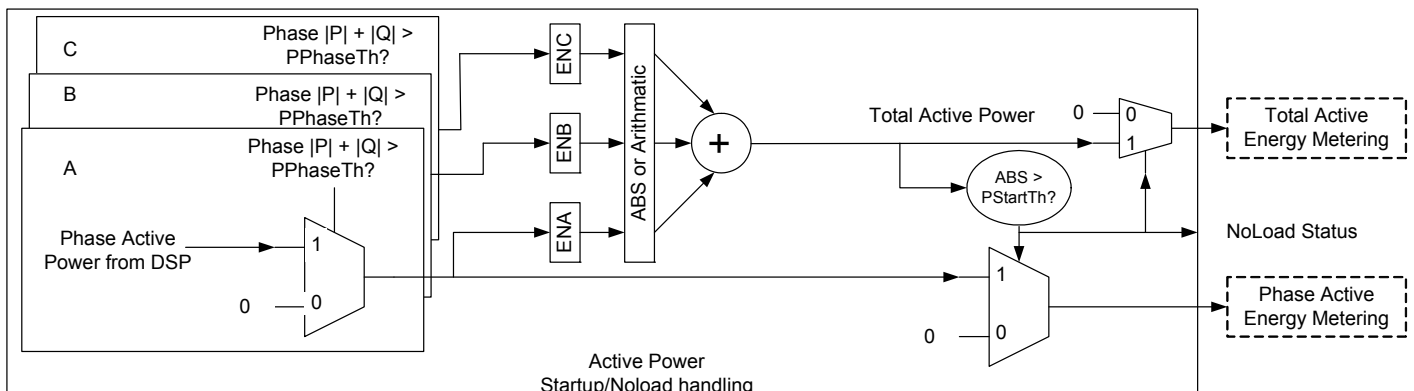 C
Phase |P| + |Q| >
PPhaseTh?
B
Phase |P| + |Q| >
PPhaseTh?
A
Phase |P| + |Q| >
PPhaseTh?
Phase Active
Power from DSP
1
0
0
ENC
ENB
ENA
ABS or Arithmatic
+
Total Active Power
0
0
1
ABS >
PStartTh?
Total Active
Energy Metering
NoLoad Status
1
0
0
Phase Active
Energy Metering
Active Power
Startup/Noload handling